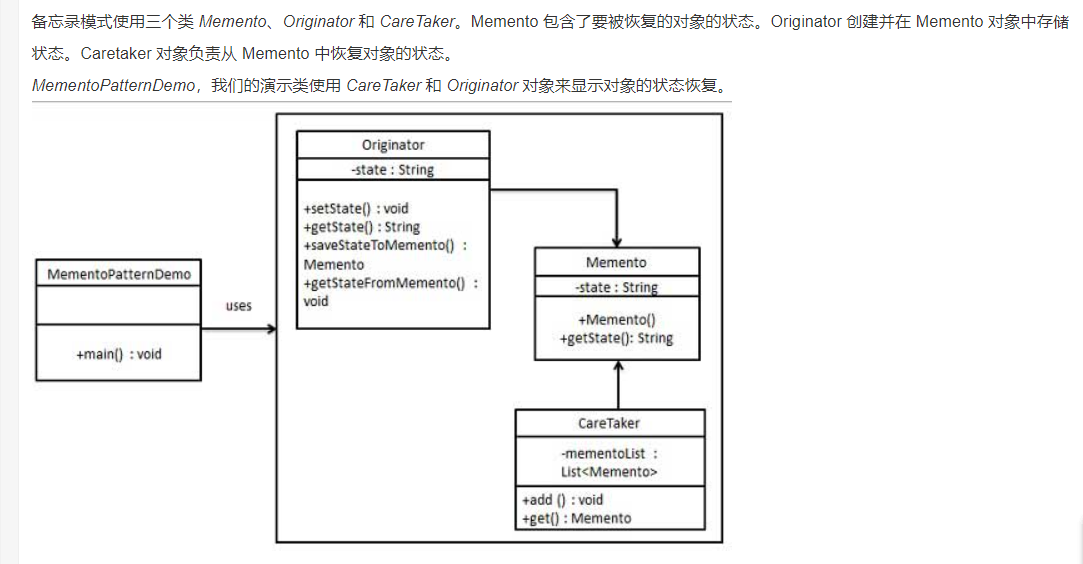 备忘录模式使用三个类 Memento、Originator 和 CareTaker。Memento 包含了要被恢复的对象的状态。Originator 创建并在 Memento 对象中存储
状态。Caretaker 对象负责从 Memento 中恢复对象的状态。
MementoPatternDemo，我们的演示类使用 CareTaker 和 Originator 对象来显示对象的状态恢复。
Originator
-state : String
+setState() : void
+getState() : String
+saveStateToMemento() :
Memento
+getStateFromMemento() :
void
MementoPatternDemo
+main() : void
uses
Memento
-state : String
+Memento()
+getState(): String
CareTaker
-mementoList :
List<Memento>
+add () : void
+get() : Memento